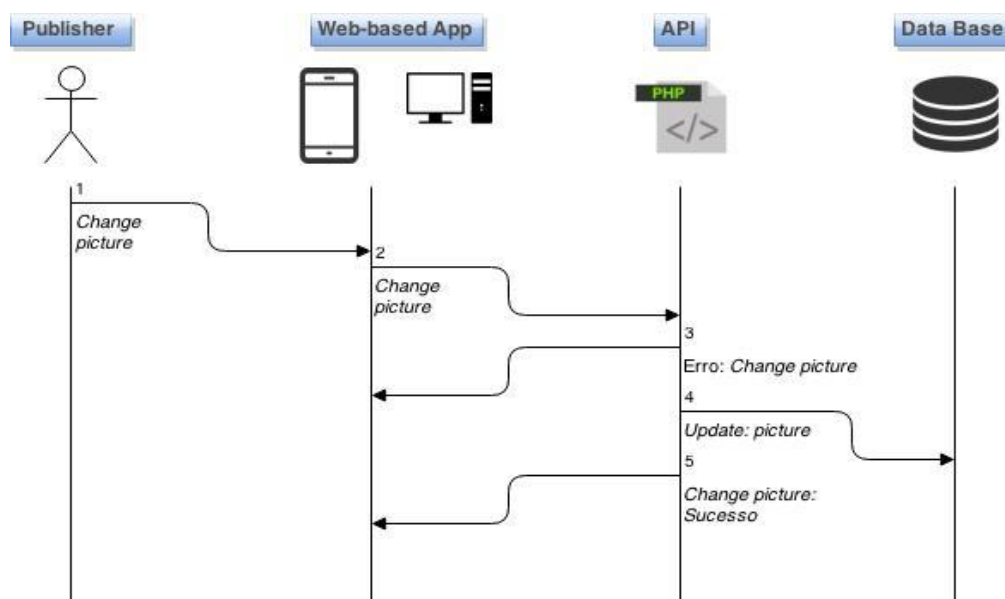 Publisher
Web-based App
API
Data Base
PHP
</>
1
Change
picture
2
Change
picture
3
Erro: Change picture
4
Update: picture
5
Change picture:
Sucesso